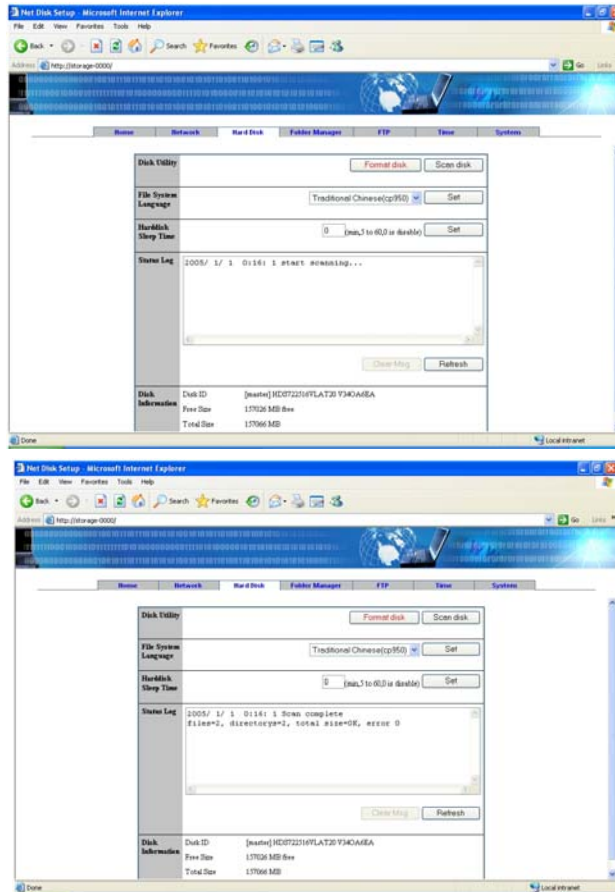 Net Disk Setup - Microsoft Internet Explorer
File Edit View Favorites Tools Help
Back Search Favorites
Address http://storage-0000/ Go Links
Home Network Hard Disk Folder Manager FTP Time System
Disk Utility Format disk Scan disk
File System Language Traditional Chinese(cp950) Set
Harddisk Sleep Time 0 (min,5 to 60,0 is disable) Set
Status Log 2005/ 1/ 1 0:16: 1 start scanning...
Clear Msg Refresh
Disk Information Disk ID [master]
Free Size 157026 MB free
Total Size 157066 MB
Done Local intranet
Net Disk Setup - Microsoft Internet Explorer
File Edit View Favorites Tools Help
Back Search Favorites
Address http://storage-0000/ Go Links
Home Network Hard Disk Folder Manager FTP Time System
Disk Utility Format disk Scan disk
File System Language Traditional Chinese(cp950) Set
Harddisk Sleep Time 0 (min,5 to 60,0 is disable) Set
Status Log 2005/ 1/ 1 0:16: 1 Scan complete
files=2, directorys=2, total size=0K, error 0
Clear Msg Refresh
Disk Information Disk ID [master]
Free Size 157026 MB free
Total Size 157066 MB
Done Local intranet